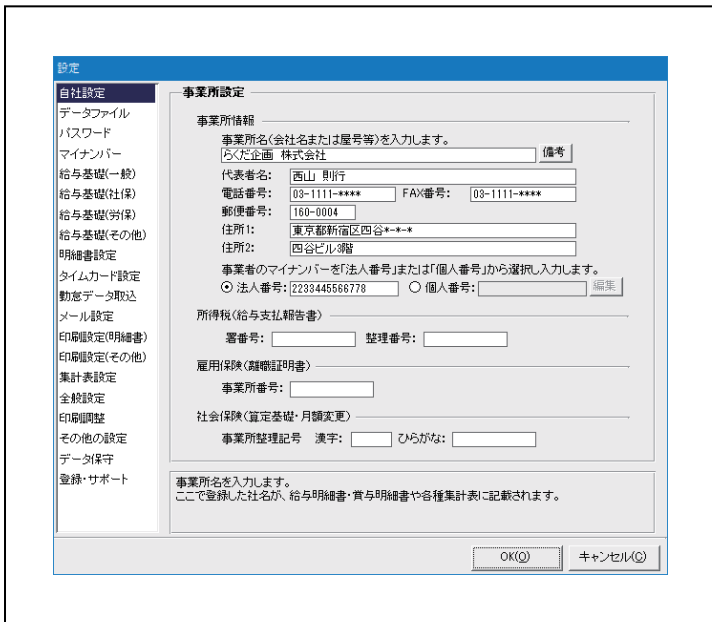 設定
自社設定
データファイル
パスワード
マイナンバー
給与基礎(一般)
給与基礎(社保)
給与基礎(労保)
給与基礎(その他)
明細書設定
タイムカード設定
勤怠データ取込
メール設定
印刷設定(明細書)
印刷設定(その他)
集計表設定
全般設定
印刷調整
その他の設定
データ保守
登録・サポート
事業所設定
事業所情報
事業所名(会社名または屋号等)を入力します。
らくだ企画 株式会社 備考
代表者名: 西山 則行
電話番号: 03-1111-**** FAX番号: 03-1111-****
郵便番号: 160-0004
住所1: 東京都新宿区四谷*-*-*
住所2: 四谷ビル3階
事業者のマイナンバーを「法人番号」または「個人番号」から選択し入力します。
法人番号: 2233445566778 個人番号: 編集
所得税(給与支払報告書)
署番号: 整理番号:
雇用保険(離職証明書)
事業所番号:
社会保険(算定基礎・月額変更)
事業所整理記号 漢字: ひらがな:
事業所名を入力します。
ここで登録した社名が、給与明細書・賞与明細書や各種集計表に記載されます。
OK(O) キャンセル(C)